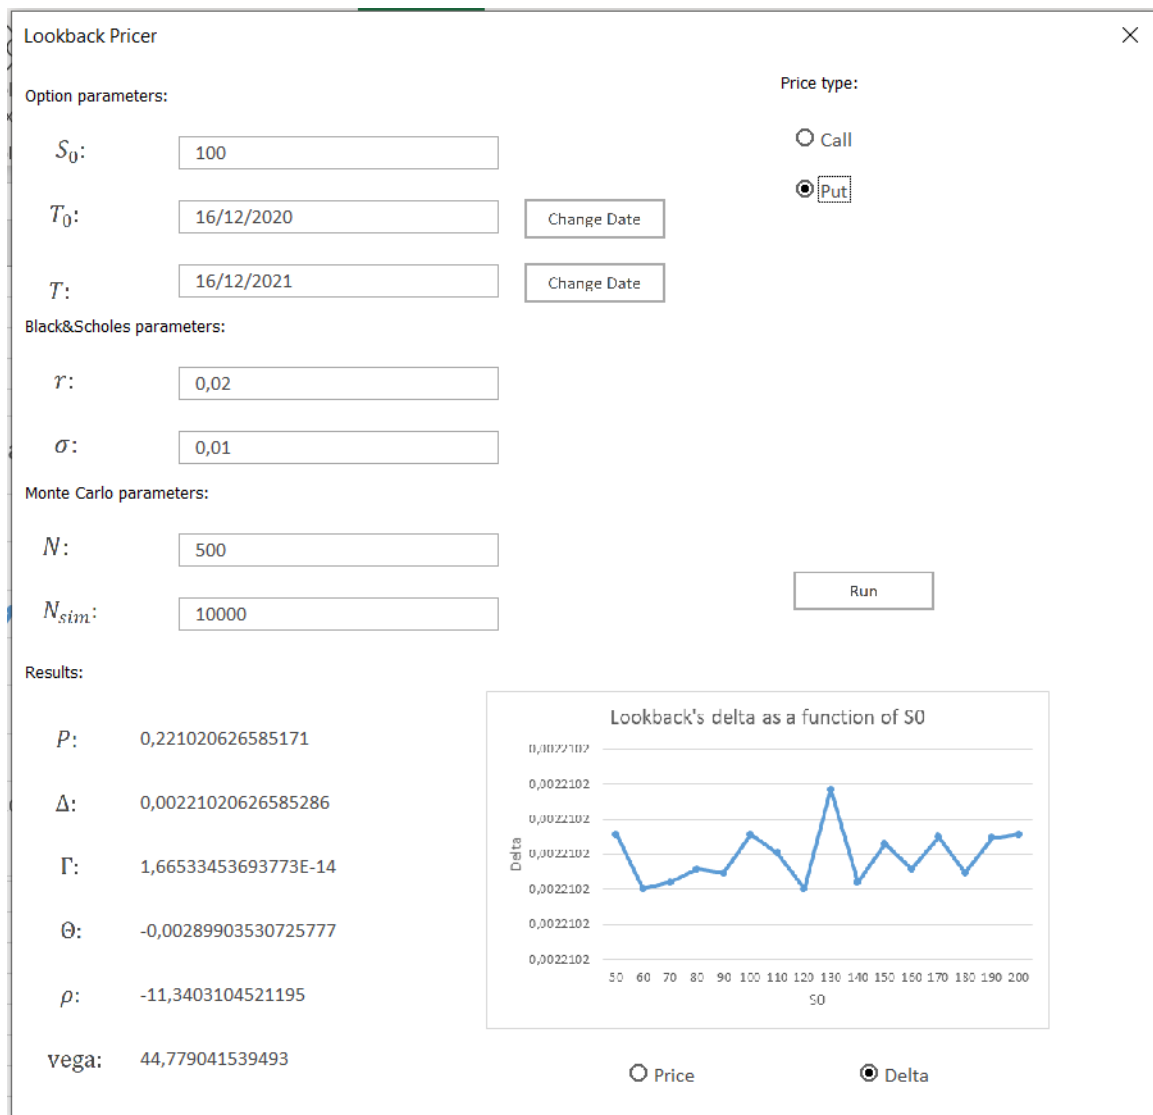 Lookback Pricer
Option parameters:
Price type:
S0:
100
Call
Put
T0:
16/12/2020
Change Date
T:
16/12/2021
Change Date
Black&Scholes parameters:
r:
0,02
σ:
0,01
Monte Carlo parameters:
N:
500
Nsim:
10000
Run
Results:
P:
0,221020626585171
Δ:
0,00221020626585286
Γ:
1,66533453693773E-14
Θ:
-0,00289903530725777
ρ:
-11,3403104521195
vega:
44,779041539493
Lookback's delta as a function of S0
0,0022102
0,0022102
0,0022102
0,0022102
0,0022102
0,0022102
0,0022102
Delta
50 60 70 80 90 100 110 120 130 140 150 160 170 180 190 200
S0
Price
Delta